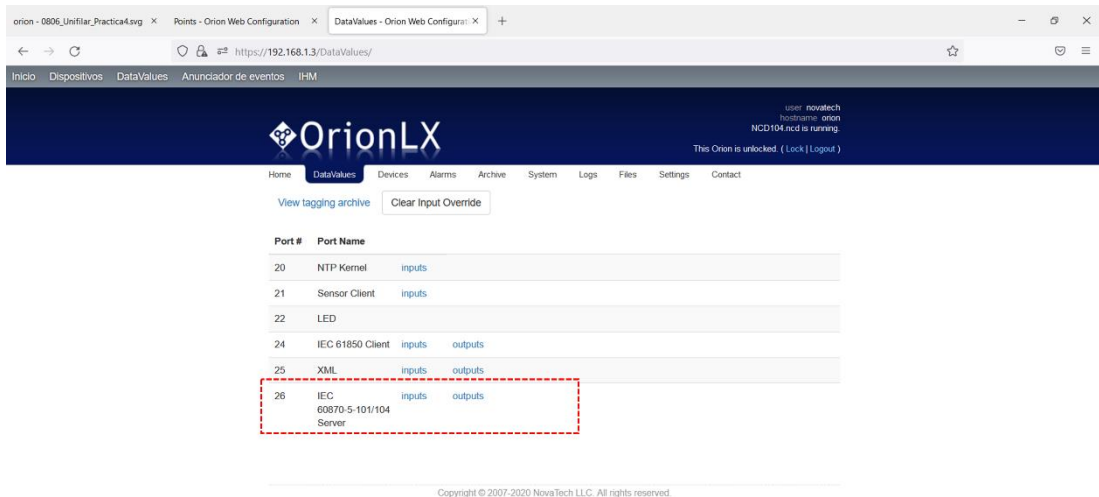 orion - 0806_Unifilar_Practica4.svg Points - Orion Web Configuration DataValues - Orion Web Configurati
https://192.168.1.3/DataValues/
Inicio Dispositivos DataValues Anunciador de eventos IHM
user novatech
hostname orion
NCD104.ncd is running.
OrionLX
This Orion is unlocked. ( Lock | Logout )
Home DataValues Devices Alarms Archive System Logs Files Settings Contact
View tagging archive Clear Input Override
Port # Port Name
20 NTP Kernel inputs
21 Sensor Client inputs
22 LED
24 IEC 61850 Client inputs outputs
25 XML inputs outputs
26 IEC inputs outputs
60870-5-101/104
Server
Copyright © 2007-2020 NovaTech LLC. All rights reserved.